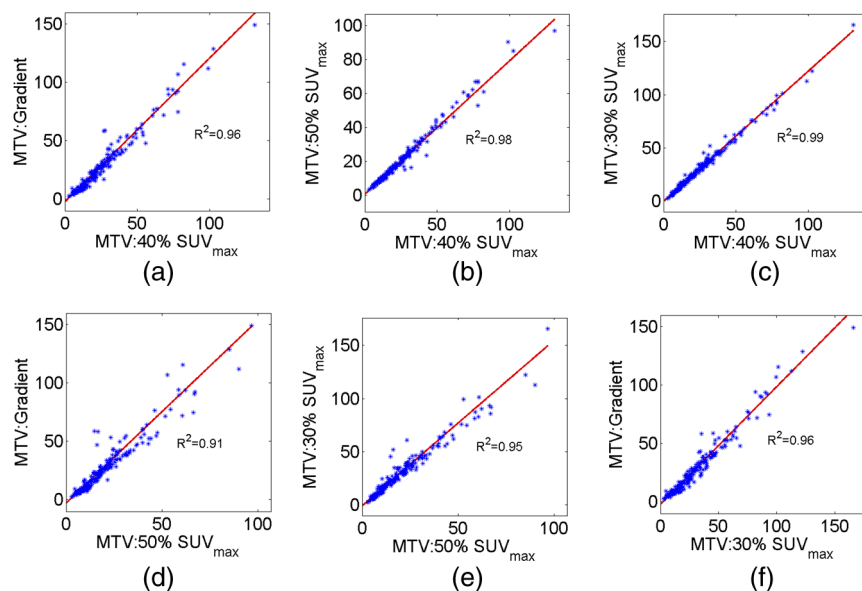 150
100
50
0
MTV:Gradient
R²=0.96
0 50 100
MTV:40% SUVmax
(a)
100
80
60
40
20
0
MTV:50% SUVmax
R²=0.98
0 50 100
MTV:40% SUVmax
(b)
150
100
50
0
MTV:30% SUVmax
R²=0.99
0 50 100
MTV:40% SUVmax
(c)
150
100
50
0
MTV:Gradient
R²=0.91
0 50 100
MTV:50% SUVmax
(d)
150
100
50
0
MTV:30% SUVmax
R²=0.95
0 50 100
MTV:50% SUVmax
(e)
150
100
50
0
MTV:Gradient
R²=0.96
0 50 100 150
MTV:30% SUVmax
(f)